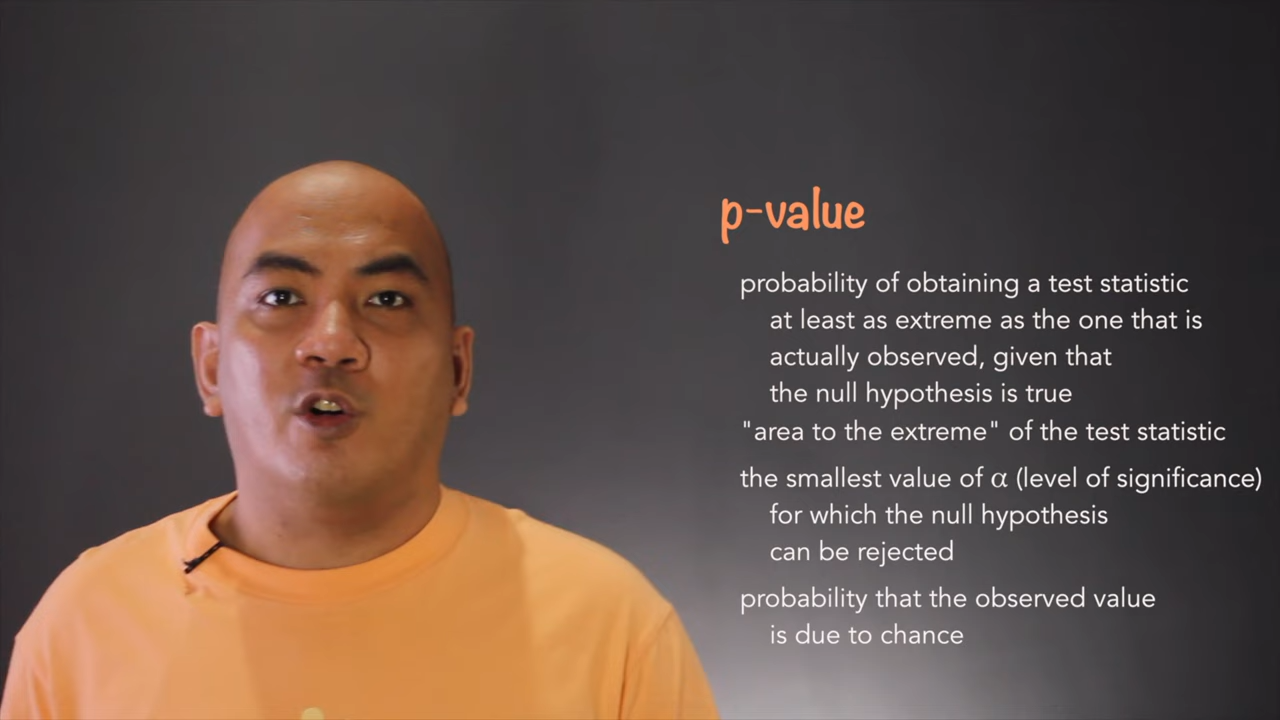 p-value
probability of obtaining a test statistic
at least as extreme as the one that is
actually observed, given that
the null hypothesis is true
"area to the extreme" of the test statistic
the smallest value of α (level of significance)
for which the null hypothesis
can be rejected
probability that the observed value
is due to chance